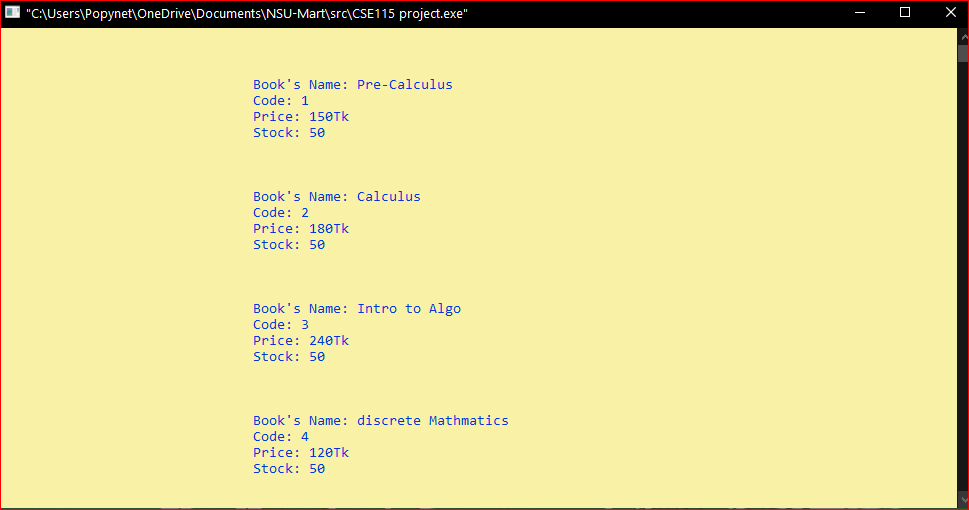 "C:\Users\Popynet\OneDrive\Documents\NSU-Mart\src\CSE115 project.exe"
Book's Name: Pre-Calculus
Code: 1
Price: 150Tk
Stock: 50
Book's Name: Calculus
Code: 2
Price: 180Tk
Stock: 50
Book's Name: Intro to Algo
Code: 3
Price: 240Tk
Stock: 50
Book's Name: discrete Mathmatics
Code: 4
Price: 120Tk
Stock: 50